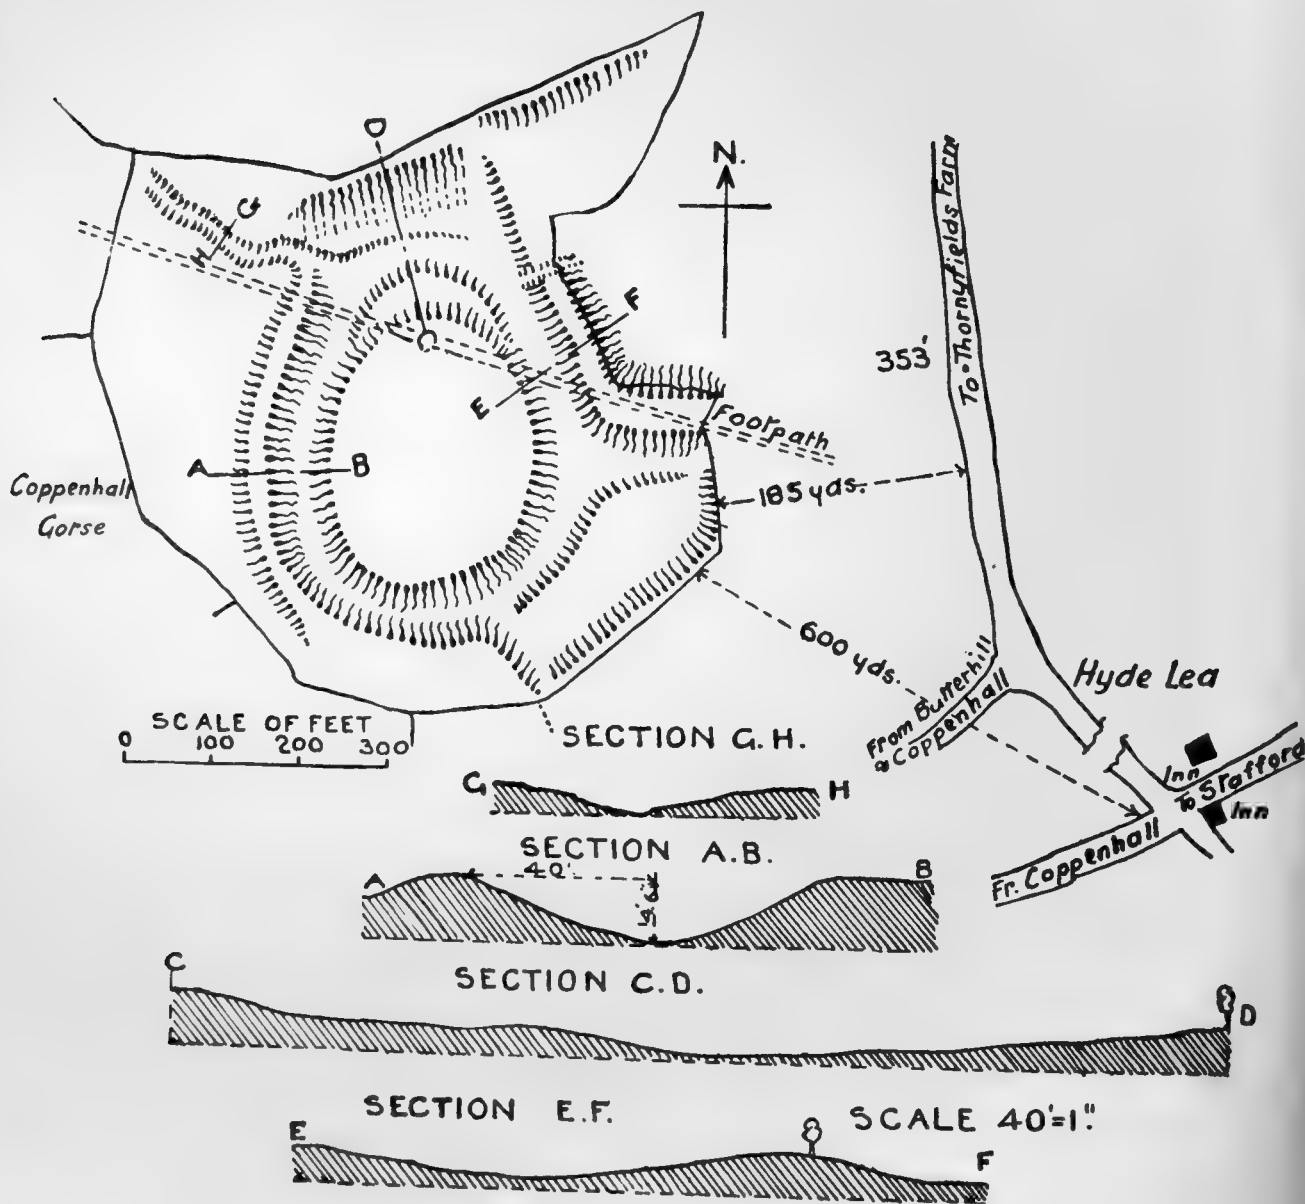 D
N.
G
H
To Thornyfields Farm
F
353'
C
E
Footpath
A
B
Coppenhall
Gorse
185 yds.
600 yds.
Hyde Lea
From Butterhill
& Coppenhall
SCALE OF FEET
0 100 200 300
SECTION G.H.
Inn
To Stafford
Inn
G H
SECTION A.B.
Fr. Coppenhall
A 40' B
C
SECTION C.D.
D
SECTION E.F.
SCALE 40'=1".
E
F